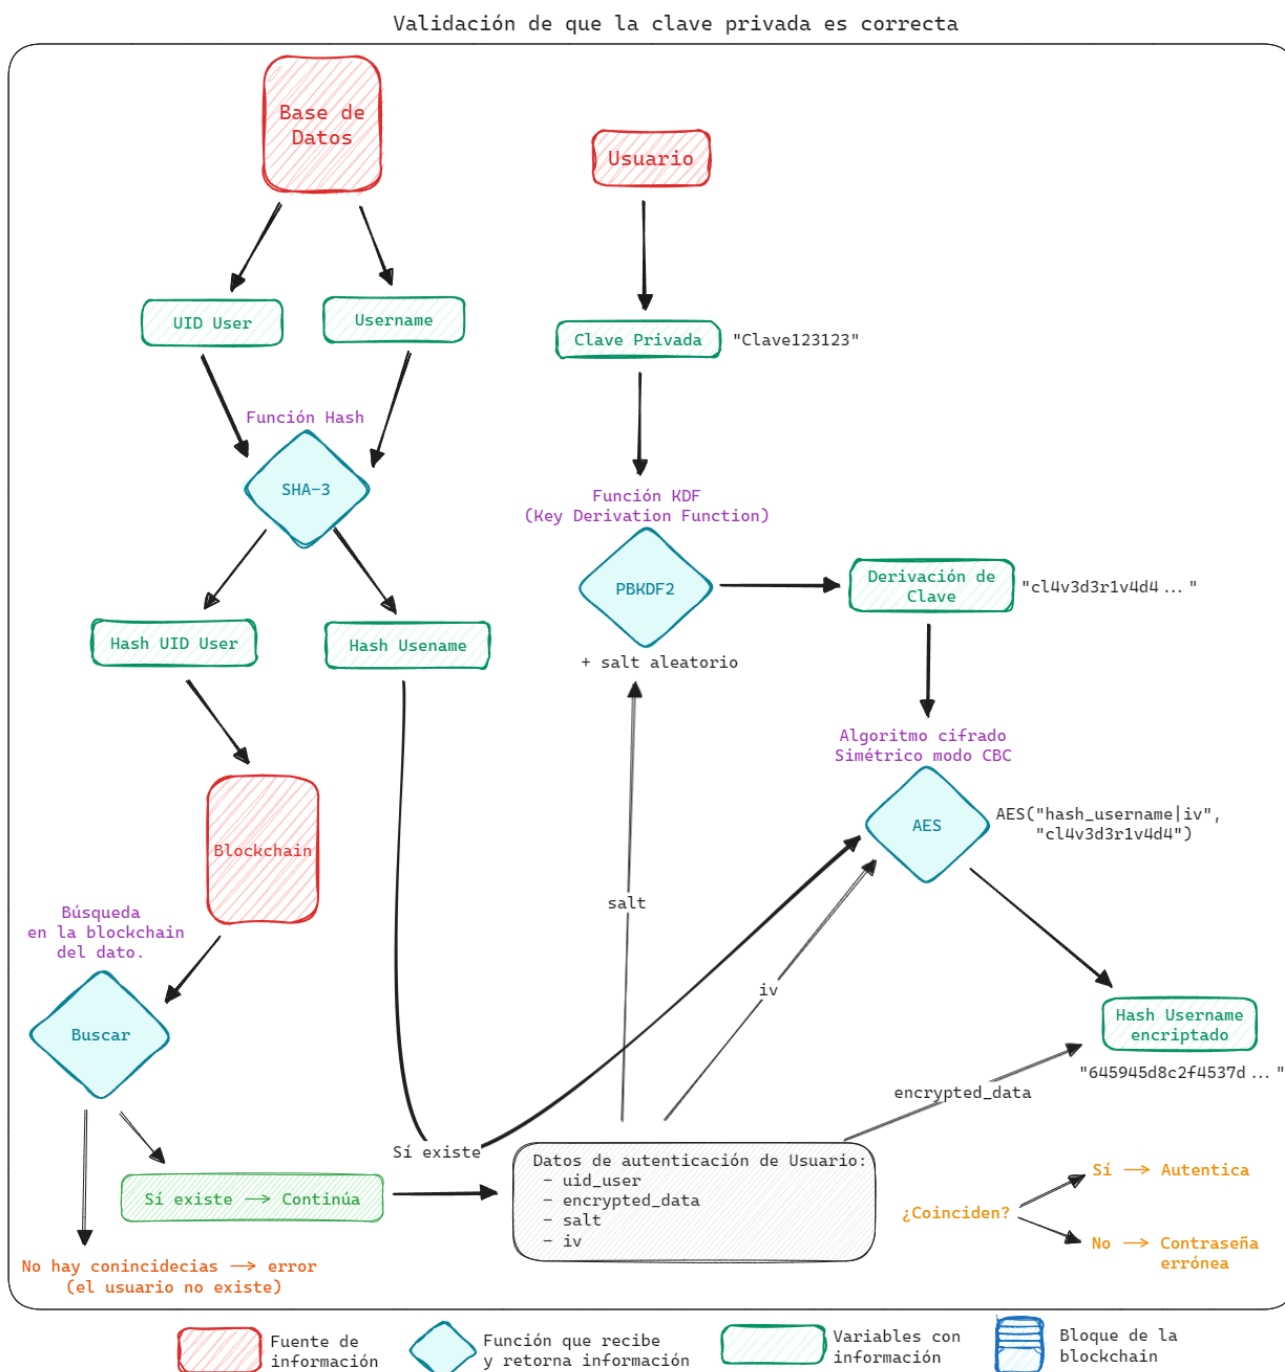 Validación de que la clave privada es correcta
Base de
Datos
Usuario
UID User
Username
Clave Privada
"Clave123123"
Función Hash
SHA-3
Función KDF
(Key Derivation Function)
PBKDF2
+ salt aleatorio
Derivación de
Clave
"cl4v3d3r1v4d4..."
Hash UID User
Hash Usename
Algoritmo cifrado
Simétrico modo CBC
AES
AES("hash_username|iv",
"cl4v3d3r1v4d4")
Blockchain
Búsqueda
en la blockchain
del dato.
Buscar
salt
iv
Hash Username
encriptado
"645945d8c2f4537d..."
encrypted_data
Sí existe
Sí existe → Continúa
Datos de autenticación de Usuario:
- uid_user
- encrypted_data
- salt
- iv
¿Coinciden?
Sí → Autentica
No → Contraseña
errónea
No hay conincidecias → error
(el usuario no existe)
Fuente de
información
Función que recibe
y retorna información
Variables con
información
Bloque de la
blockchain